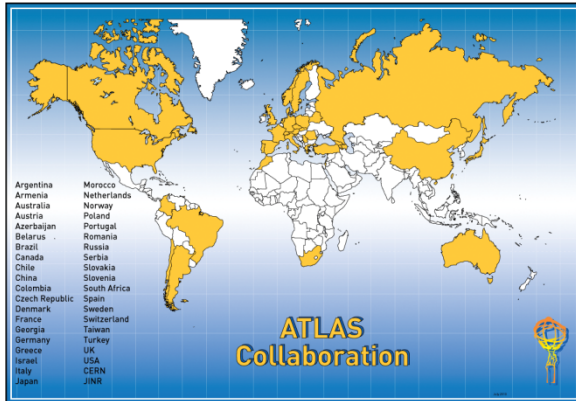 Argentina
Armenia
Australia
Austria
Azerbaijan
Belarus
Brazil
Canada
Chile
China
Colombia
Czech Republic
Denmark
France
Georgia
Germany
Greece
Israel
Italy
Japan
Morocco
Netherlands
Norway
Poland
Portugal
Romania
Russia
Serbia
Slovakia
Slovenia
South Africa
Spain
Sweden
Switzerland
Taiwan
Turkey
UK
USA
CERN
JINR
ATLAS
Collaboration